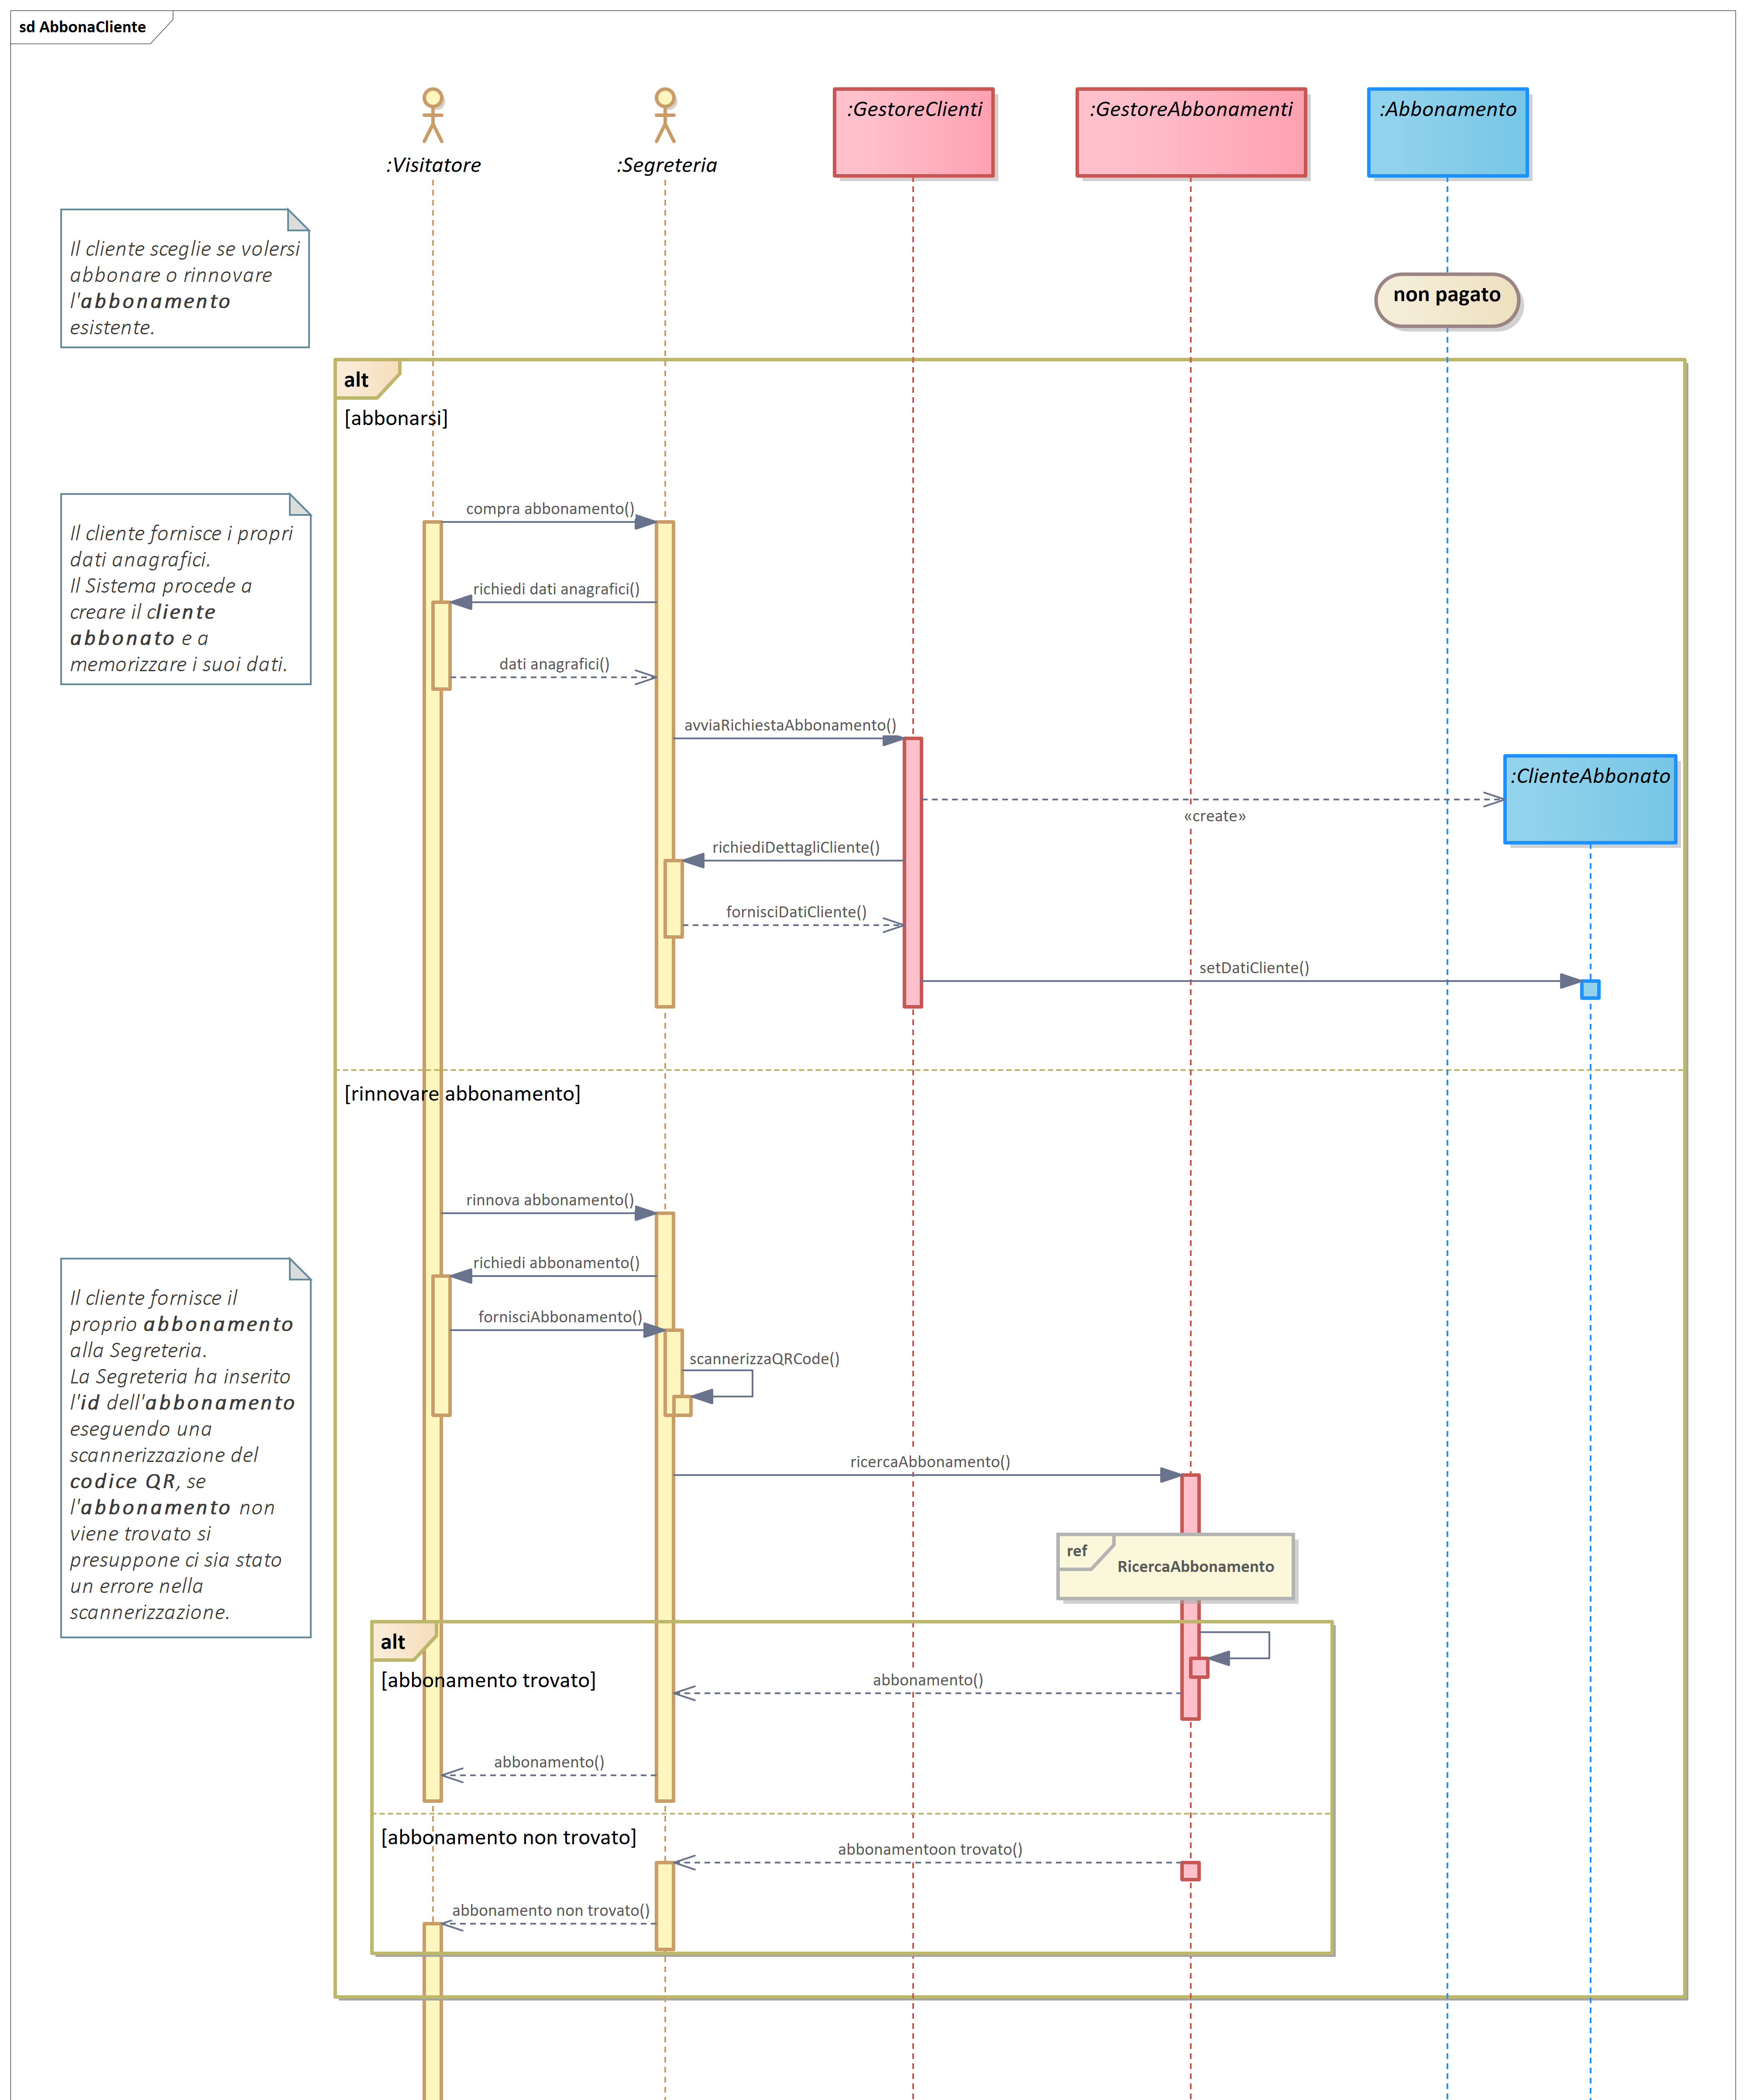 sd AbbonaCliente
:Visitatore
:Segreteria
:GestoreClienti
:GestoreAbbonamenti
:Abbonamento
Il cliente sceglie se volersi
abbonare o rinnovare
l'abbonamento
esistente.
non pagato
alt
[abbonarsi]
Il cliente fornisce i propri
dati anagrafici.
Il Sistema procede a
creare il cliente
abbonato e a
memorizzare i suoi dati.
compra abbonamento()
richiedi dati anagrafici()
dati anagrafici()
avviaRichiestaAbbonamento()
:ClienteAbbonato
«create»
richiediDettagliCliente()
fornisciDatiCliente()
setDatiCliente()
[rinnovare abbonamento]
rinnova abbonamento()
richiedi abbonamento()
fornisciAbbonamento()
scannerizzaQRCode()
Il cliente fornisce il
proprio abbonamento
alla Segreteria.
La Segreteria ha inserito
l'id dell'abbonamento
eseguendo una
scannerizzazione del
codice QR, se
l'abbonamento non
viene trovato si
presuppone ci sia stato
un errore nella
scannerizzazione.
ricercaAbbonamento()
ref
RicercaAbbonamento
alt
[abbonamento trovato]
abbonamento()
abbonamento()
[abbonamento non trovato]
abbonamentoon trovato()
abbonamento non trovato()